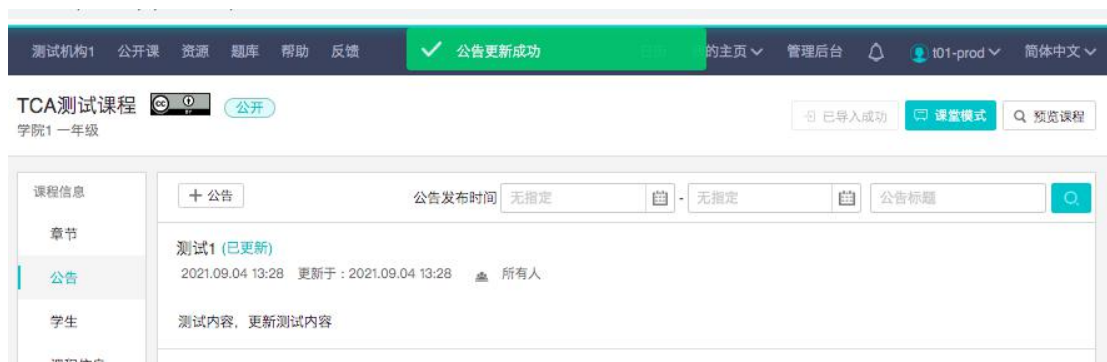 测试机构1 公开课 资源 题库 帮助 反馈 公告更新成功 的主页 管理后台 t01-prod 简体中文
TCA测试课程 cc BY 公开
学院1 一年级
已导入成功 课堂模式 预览课程
课程信息
+ 公告 公告发布时间 无指定 - 无指定 公告标题
章节
测试1 (已更新)
公告
2021.09.04 13:28 更新于：2021.09.04 13:28 所有人
学生
测试内容，更新测试内容